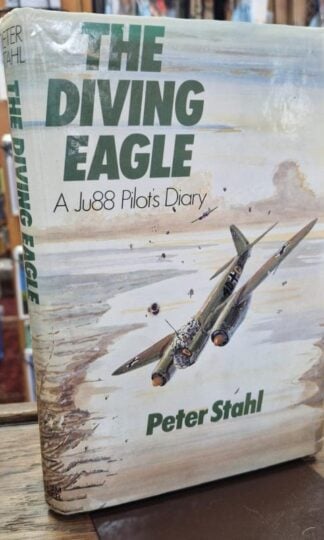 THE
DIVING
EAGLE
A Ju88 Pilot's Diary
Peter Stahl
PETER
STAHL
THE DIVING EAGLE